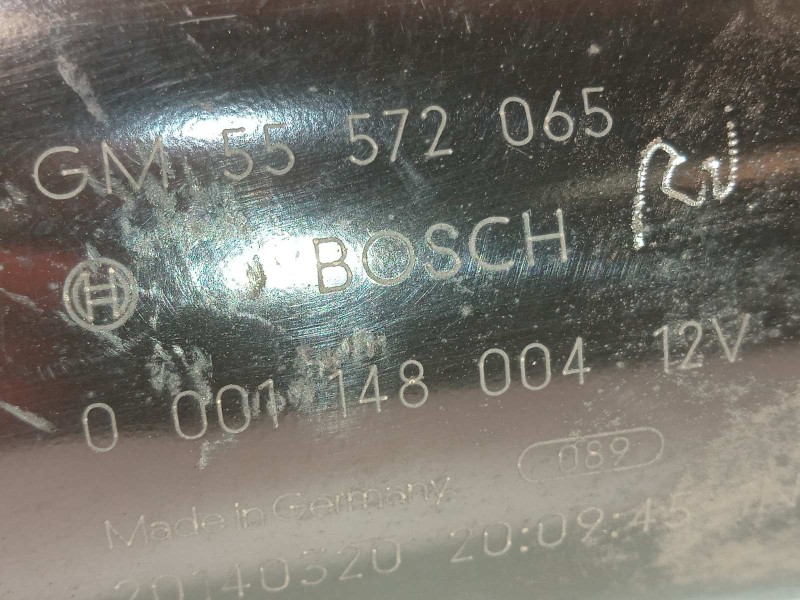 GM 55 572 065
BOSCH
0 001 148 004 12V
089
Made in Germany
20140320 20:09:45